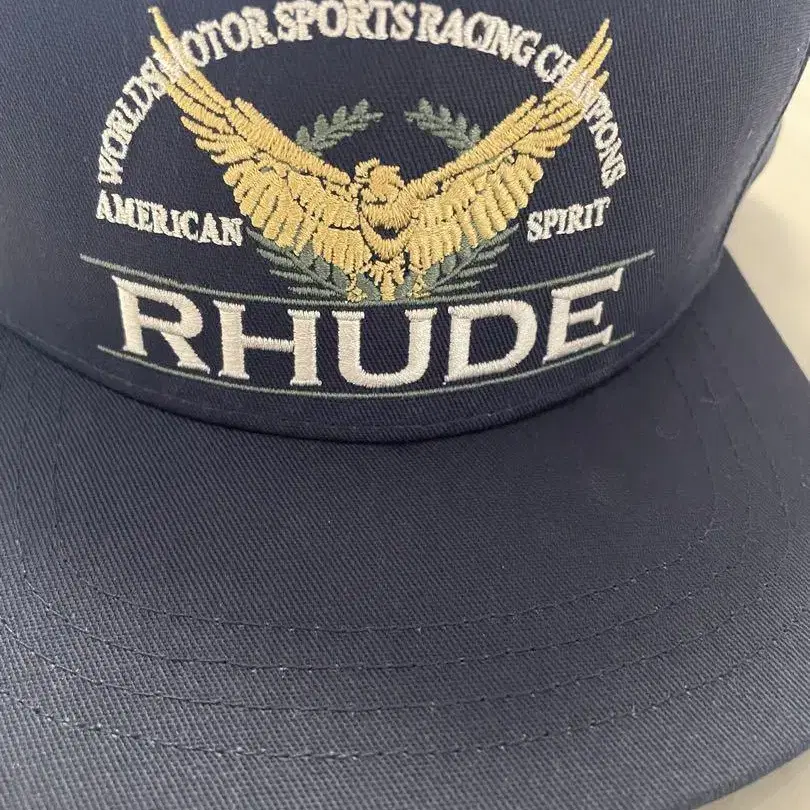 WORLDS MOTOR SPORTS RACING CHAMPIONS
AMERICAN SPIRIT
RHUDE